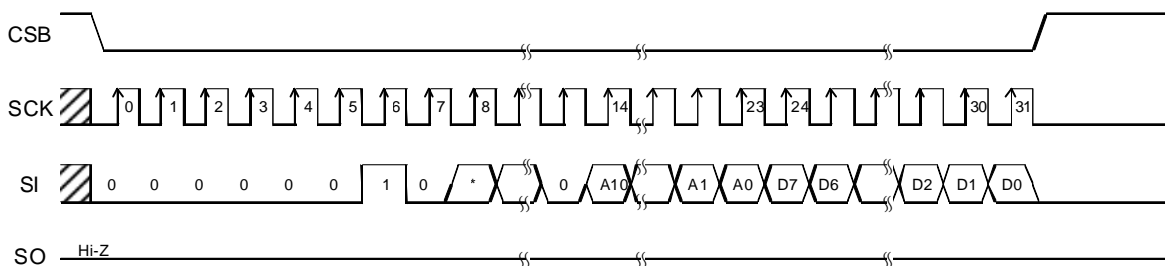 CSB
SCK 0 1 2 3 4 5 6 7 8 14 23 24 30 31
SI 0 0 0 0 0 0 1 0 * 0 A10 A1 A0 D7 D6 D2 D1 D0
SO Hi-Z